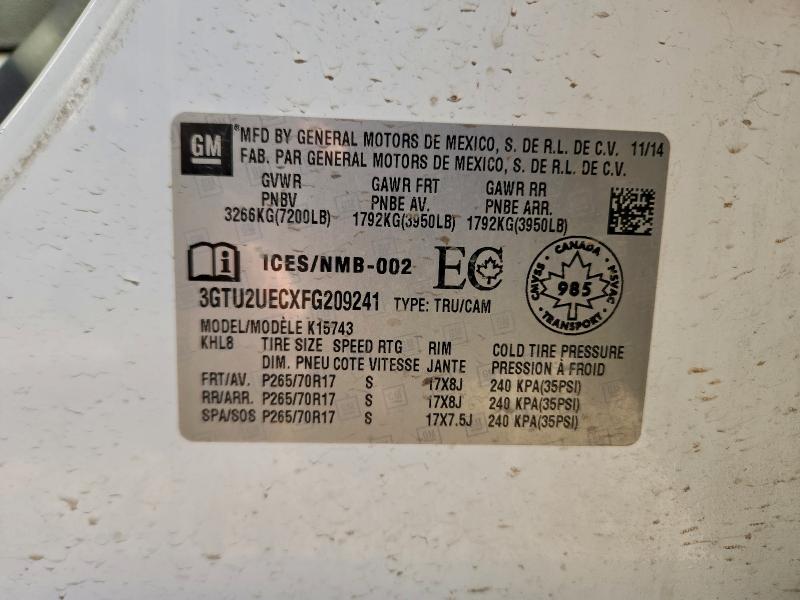 GM ®MFD BY GENERAL MOTORS DE MEXICO, S. DE R.L. DE C.V. 11/14
FAB. PAR GENERAL MOTORS DE MEXICO, S. DE R.L. DE C.V.
GVWR GAWR FRT GAWR RR
PNBV PNBE AV. PNBE ARR.
3266KG(7200LB) 1792KG(3950LB) 1792KG(3950LB)
ICES/NMB-002 EC
CANADA
CMVSS 985 NSVAC
TRANSPORT
3GTU2UECXFG209241 TYPE: TRU/CAM
MODEL/MODÈLE K15743
KHL8 TIRE SIZE SPEED RTG RIM COLD TIRE PRESSURE
DIM. PNEU COTE VITESSE JANTE PRESSION À FROID
FRT/AV. P265/70R17 S 17X8J 240 KPA(35PSI)
RR/ARR. P265/70R17 S 17X8J 240 KPA(35PSI)
SPA/SOS P265/70R17 S 17X7.5J 240 KPA(35PSI)